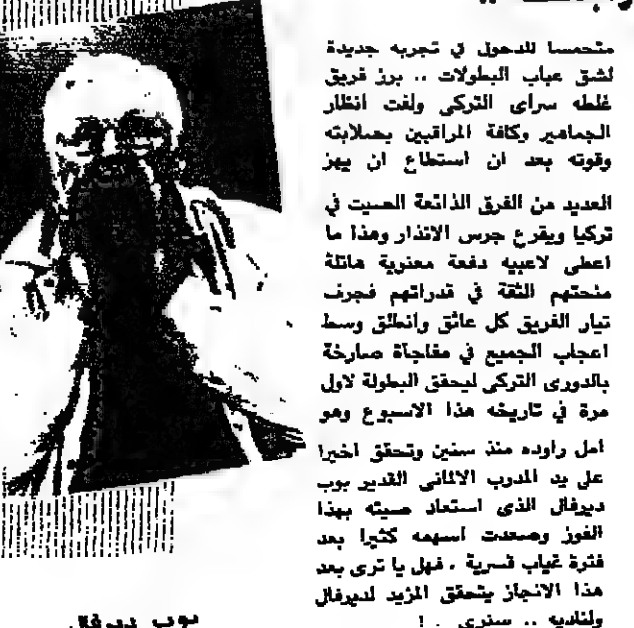 متحمسا للدخول في تجربه جديدة
لشق عباب البطولات .. برز فريق
غلطه سراى التركى ولفت انظار
الجماهير وكافة المراقبين بصلابته
وقوته بعد ان استطاع ان يهز
العديد من الفرق الذائعة الصيت في
تركيا ويقرع جرس الانذار وهذا ما
اعطى لاعبيه دفعة معنوية هائلة
منحتهم الثقة في قدراتهم فجرف
تيار الفريق كل عائق وانطلق وسط
اعجاب الجميع في مفاجأة صارخة
بالدورى التركى ليحقق البطولة لاول
مرة في تاريخه هذا الاسبوع وهو
امل راوده منذ سنين وتحقق اخيرا
على يد المدرب الالمانى القدير يوب
ديرفال الذى استعاد صيته بهذا
الفوز وصعدت اسهمه كثيرا بعد
فترة غياب قسرية . فهل يا ترى بعد
هذا الانجاز يتحقق المزيد لديرفال
ولناديه .. سنرى . !
يوب ديرفال